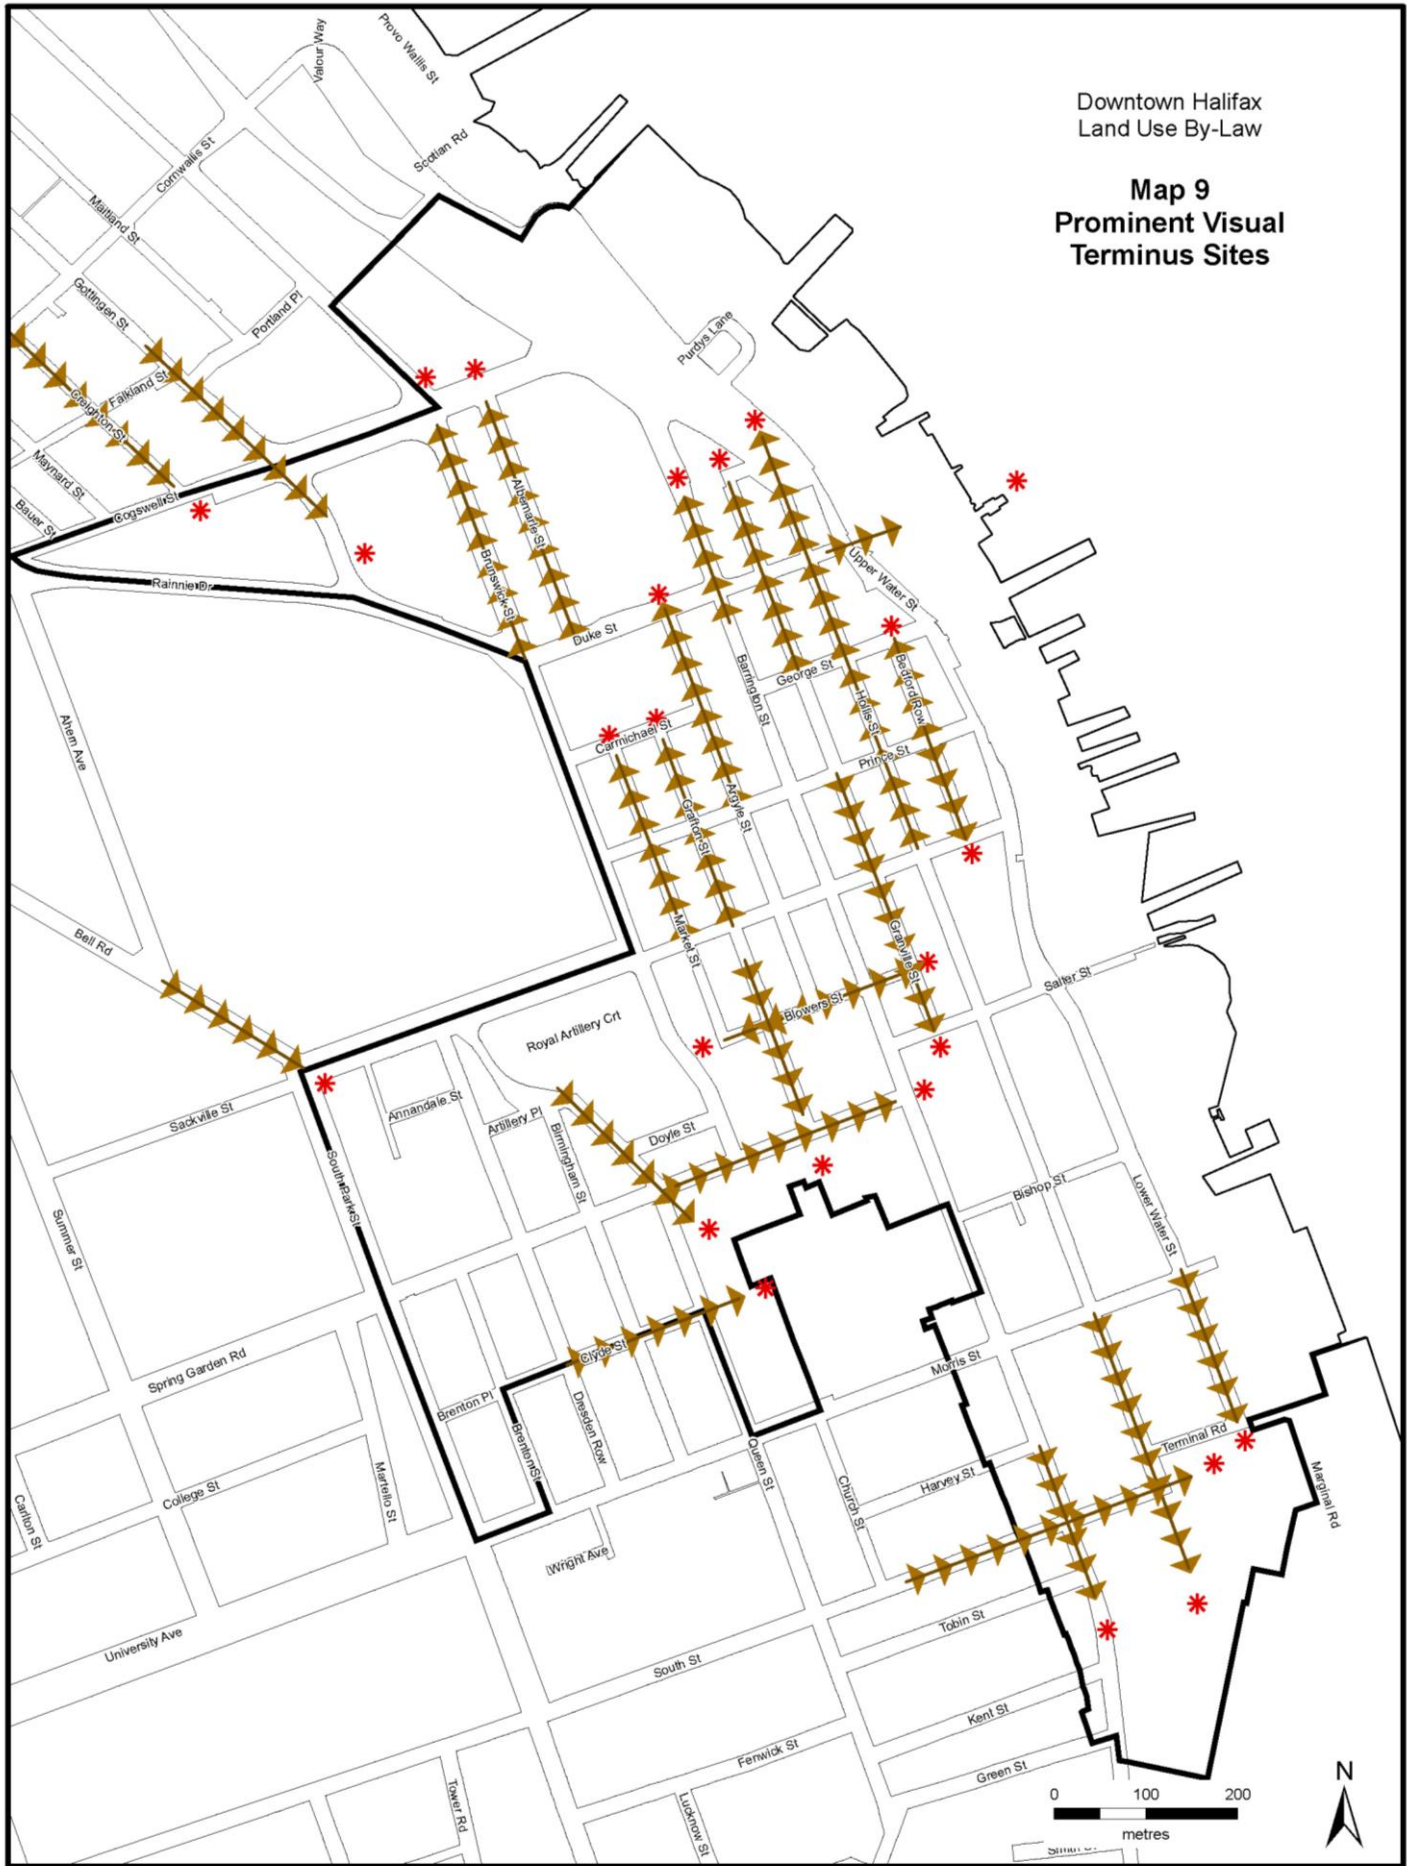 Downtown Halifax
Land Use By-Law
Map 9
Prominent Visual
Terminus Sites
Valour Way
Provo Wallis St
Scotian Rd
Cornwallis St
Maitland St
Gottingen St
Portland Pl
Purdys Lane
Falkland St
Creighton St
Maynard St
Bauer St
Cogswell St
Rainnie Dr
Brunswick St
Albemarle St
Upper Water St
Duke St
George St
Barrington St
Bedford Row
Hollis St
Carmichael St
Prince St
Ahern Ave
Grafton St
Argyle St
Market St
Granville St
Bell Rd
Salter St
Blowers St
Royal Artillery Crt
Sackville St
Annandale St
Artillery Pl
Birmingham St
Doyle St
South Park St
Summer St
Bishop St
Lower Water St
Clyde St
Spring Garden Rd
Brenton Pl
Brenton St
Dresden Row
Morris St
Queen St
Terminal Rd
Harvey St
Church St
Marginal Rd
College St
Martello St
Carlton St
Wright Ave
Tobin St
University Ave
South St
Kent St
Fenwick St
Green St
Tower Rd
Lucknow St
Smith St
0 100 200
metres
N